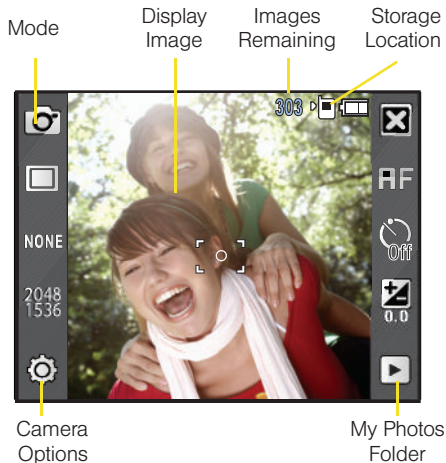 Mode
Display
Image
Images
Remaining
Storage
Location
303
AF
NONE
Off
2048
1536
0.0
Camera
Options
My Photos
Folder